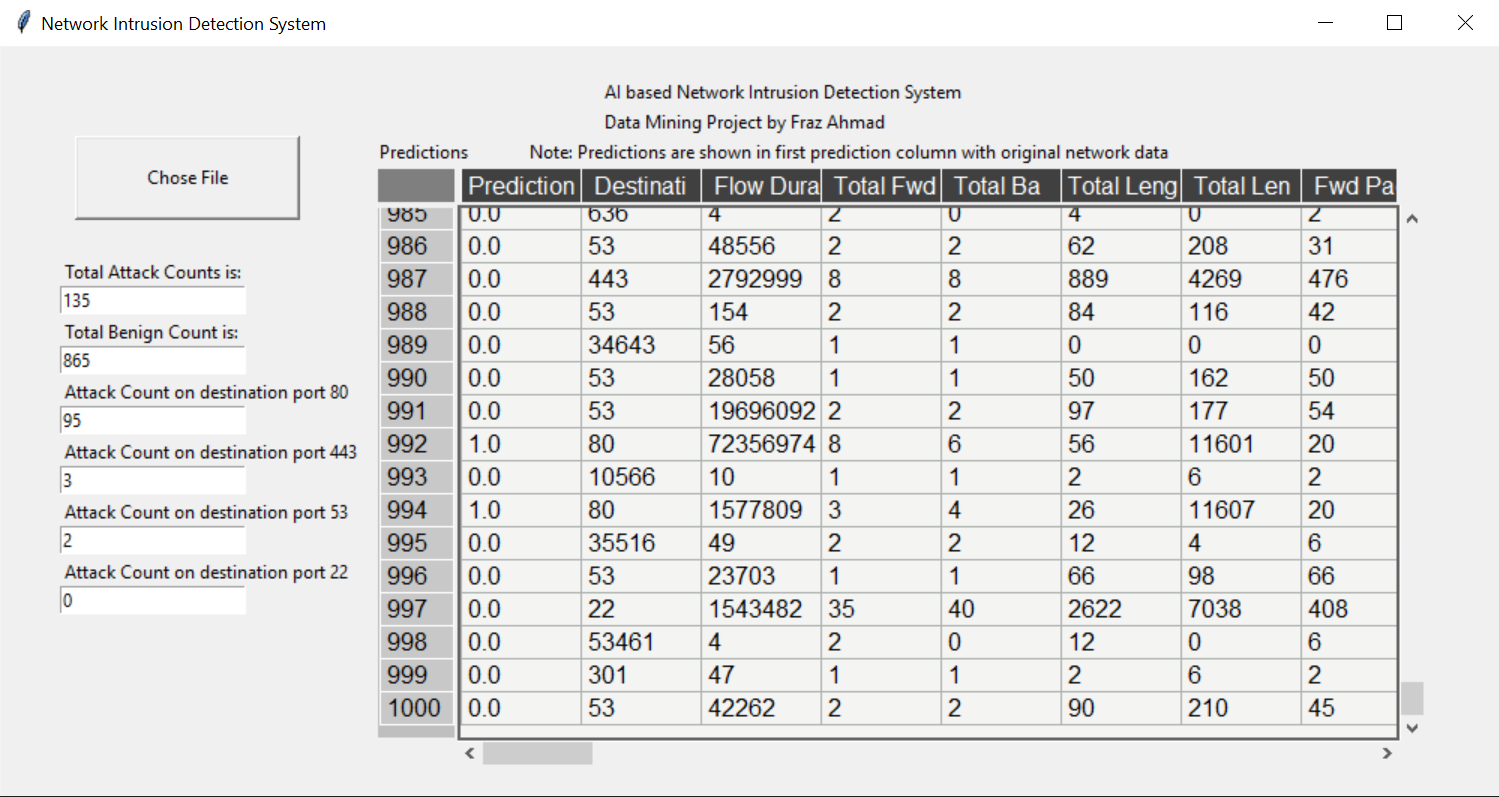 Network Intrusion Detection System
AI based Network Intrusion Detection System
Data Mining Project by Fraz Ahmad
Predictions Note: Predictions are shown in first prediction column with original network data
Chose File
Total Attack Counts is:
135
Total Benign Count is:
865
Attack Count on destination port 80
95
Attack Count on destination port 443
3
Attack Count on destination port 53
2
Attack Count on destination port 22
0
Prediction Destinati Flow Dura Total Fwd Total Ba Total Leng Total Len Fwd Pa
985 0.0 636 4 2 0 4 0 2
986 0.0 53 48556 2 2 62 208 31
987 0.0 443 2792999 8 8 889 4269 476
988 0.0 53 154 2 2 84 116 42
989 0.0 34643 56 1 1 0 0 0
990 0.0 53 28058 1 1 50 162 50
991 0.0 53 19696092 2 2 97 177 54
992 1.0 80 72356974 8 6 56 11601 20
993 0.0 10566 10 1 1 2 6 2
994 1.0 80 1577809 3 4 26 11607 20
995 0.0 35516 49 2 2 12 4 6
996 0.0 53 23703 1 1 66 98 66
997 0.0 22 1543482 35 40 2622 7038 408
998 0.0 53461 4 2 0 12 0 6
999 0.0 301 47 1 1 2 6 2
1000 0.0 53 42262 2 2 90 210 45